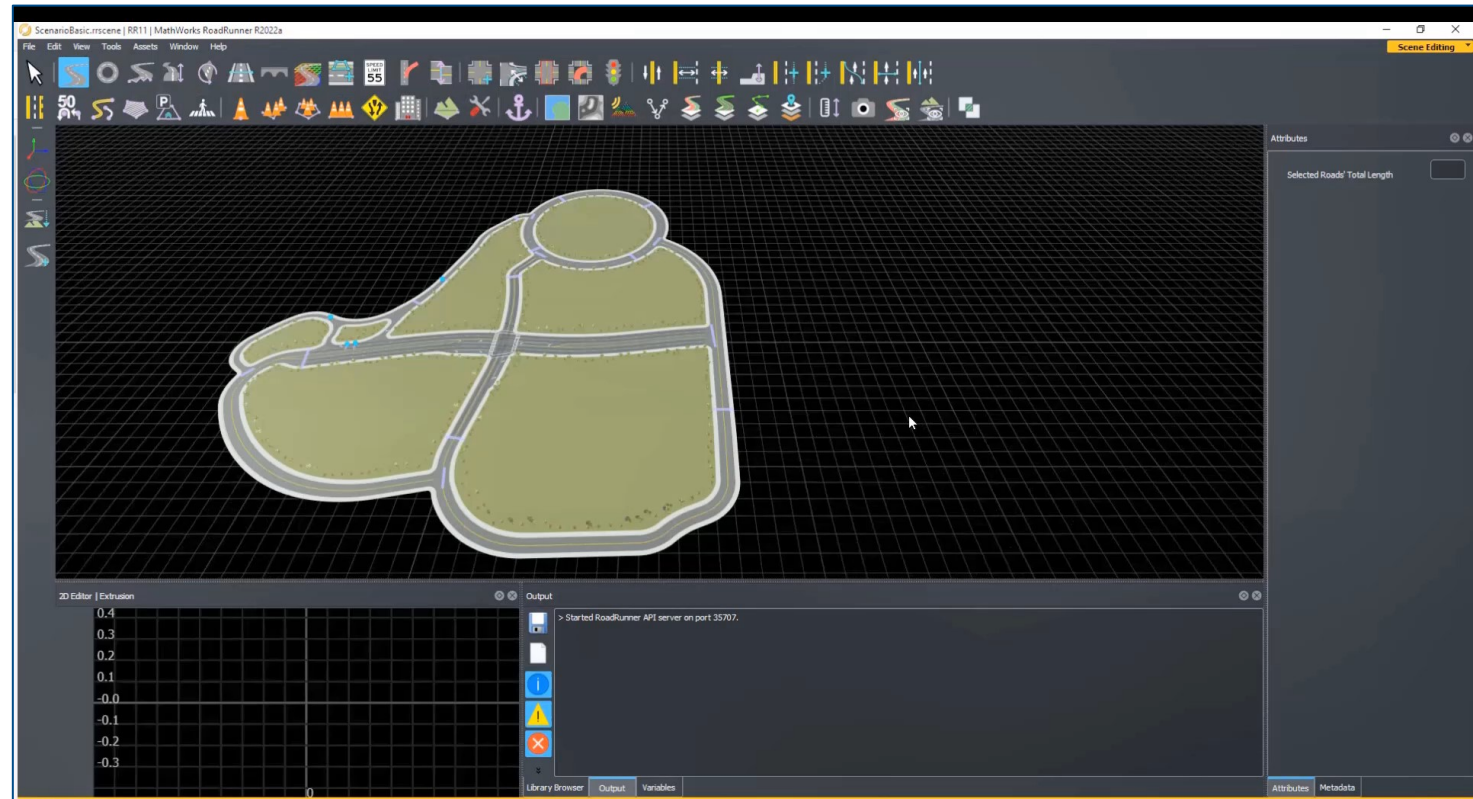 ScenarioBasic.rrscene | RR11 | MathWorks RoadRunner R2022a
File Edit View Tools Assets Window Help
Scene Editing
SPEED LIMIT 55
50
P
Attributes
Selected Roads' Total Length
2D Editor | Extrusion
0.4
0.3
0.2
0.1
-0.0
-0.1
-0.2
-0.3
0
Output
> Started RoadRunner API server on port 35707.
Library Browser Output Variables
Attributes Metadata